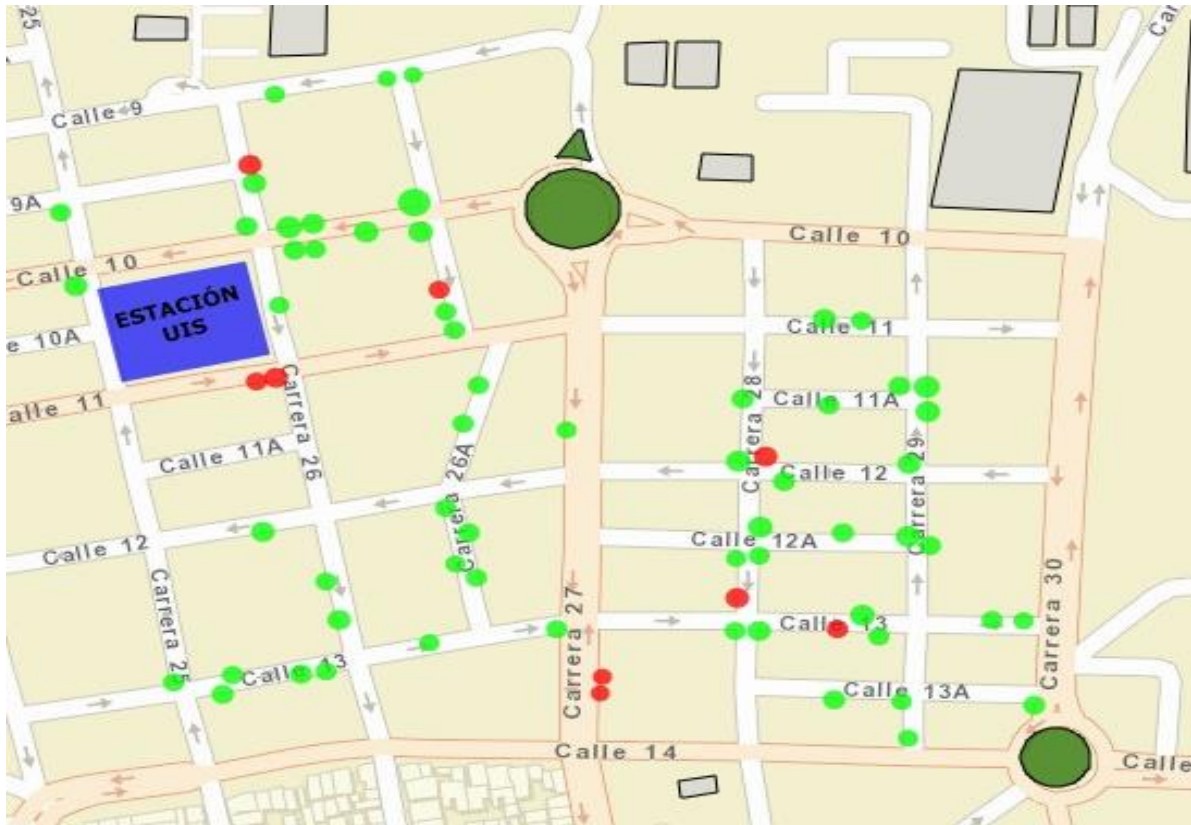 25
Calle 9
9A
Calle 10
ESTACIÓN
UIS
e 10A
alle 11
Calle 11A
Carrera 26
Calle 12
Carrera 25
Calle 13
Carrera 26A
Carrera 27
Calle 14
Calle 10
Calle 11
Carrera 28
Calle 11A
Calle 12
Carrera 29
Calle 12A
Calle 13
Carrera 30
Calle 13A
Calle
Car